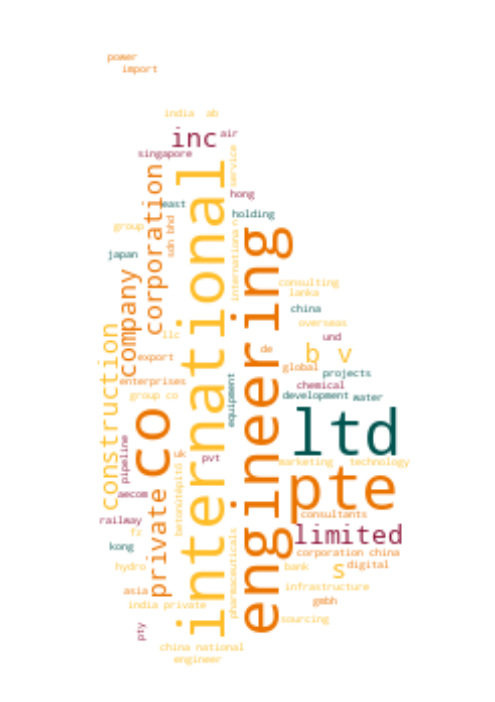 power
import
india ab
inc
air
singapore
service
international
corporation
hong
east
holding
group
sdn bhd
engineering
japan
internationa n
company
consulting
lanka
china
construction
overseas
llc
und
b v
de
export
global
projects
enterprises
chemical
equipment
group co
development
water
co
ltd
pipeline
uk
pvt
marketing
technology
betonútépítő
pte
aecom
private
consultants
railway
limited
fz
kong
corporation china
pharmaceuticals
hydro
bank
s
digital
asia
infrastructure
india private
gmbh
sourcing
pty
china national
engineer